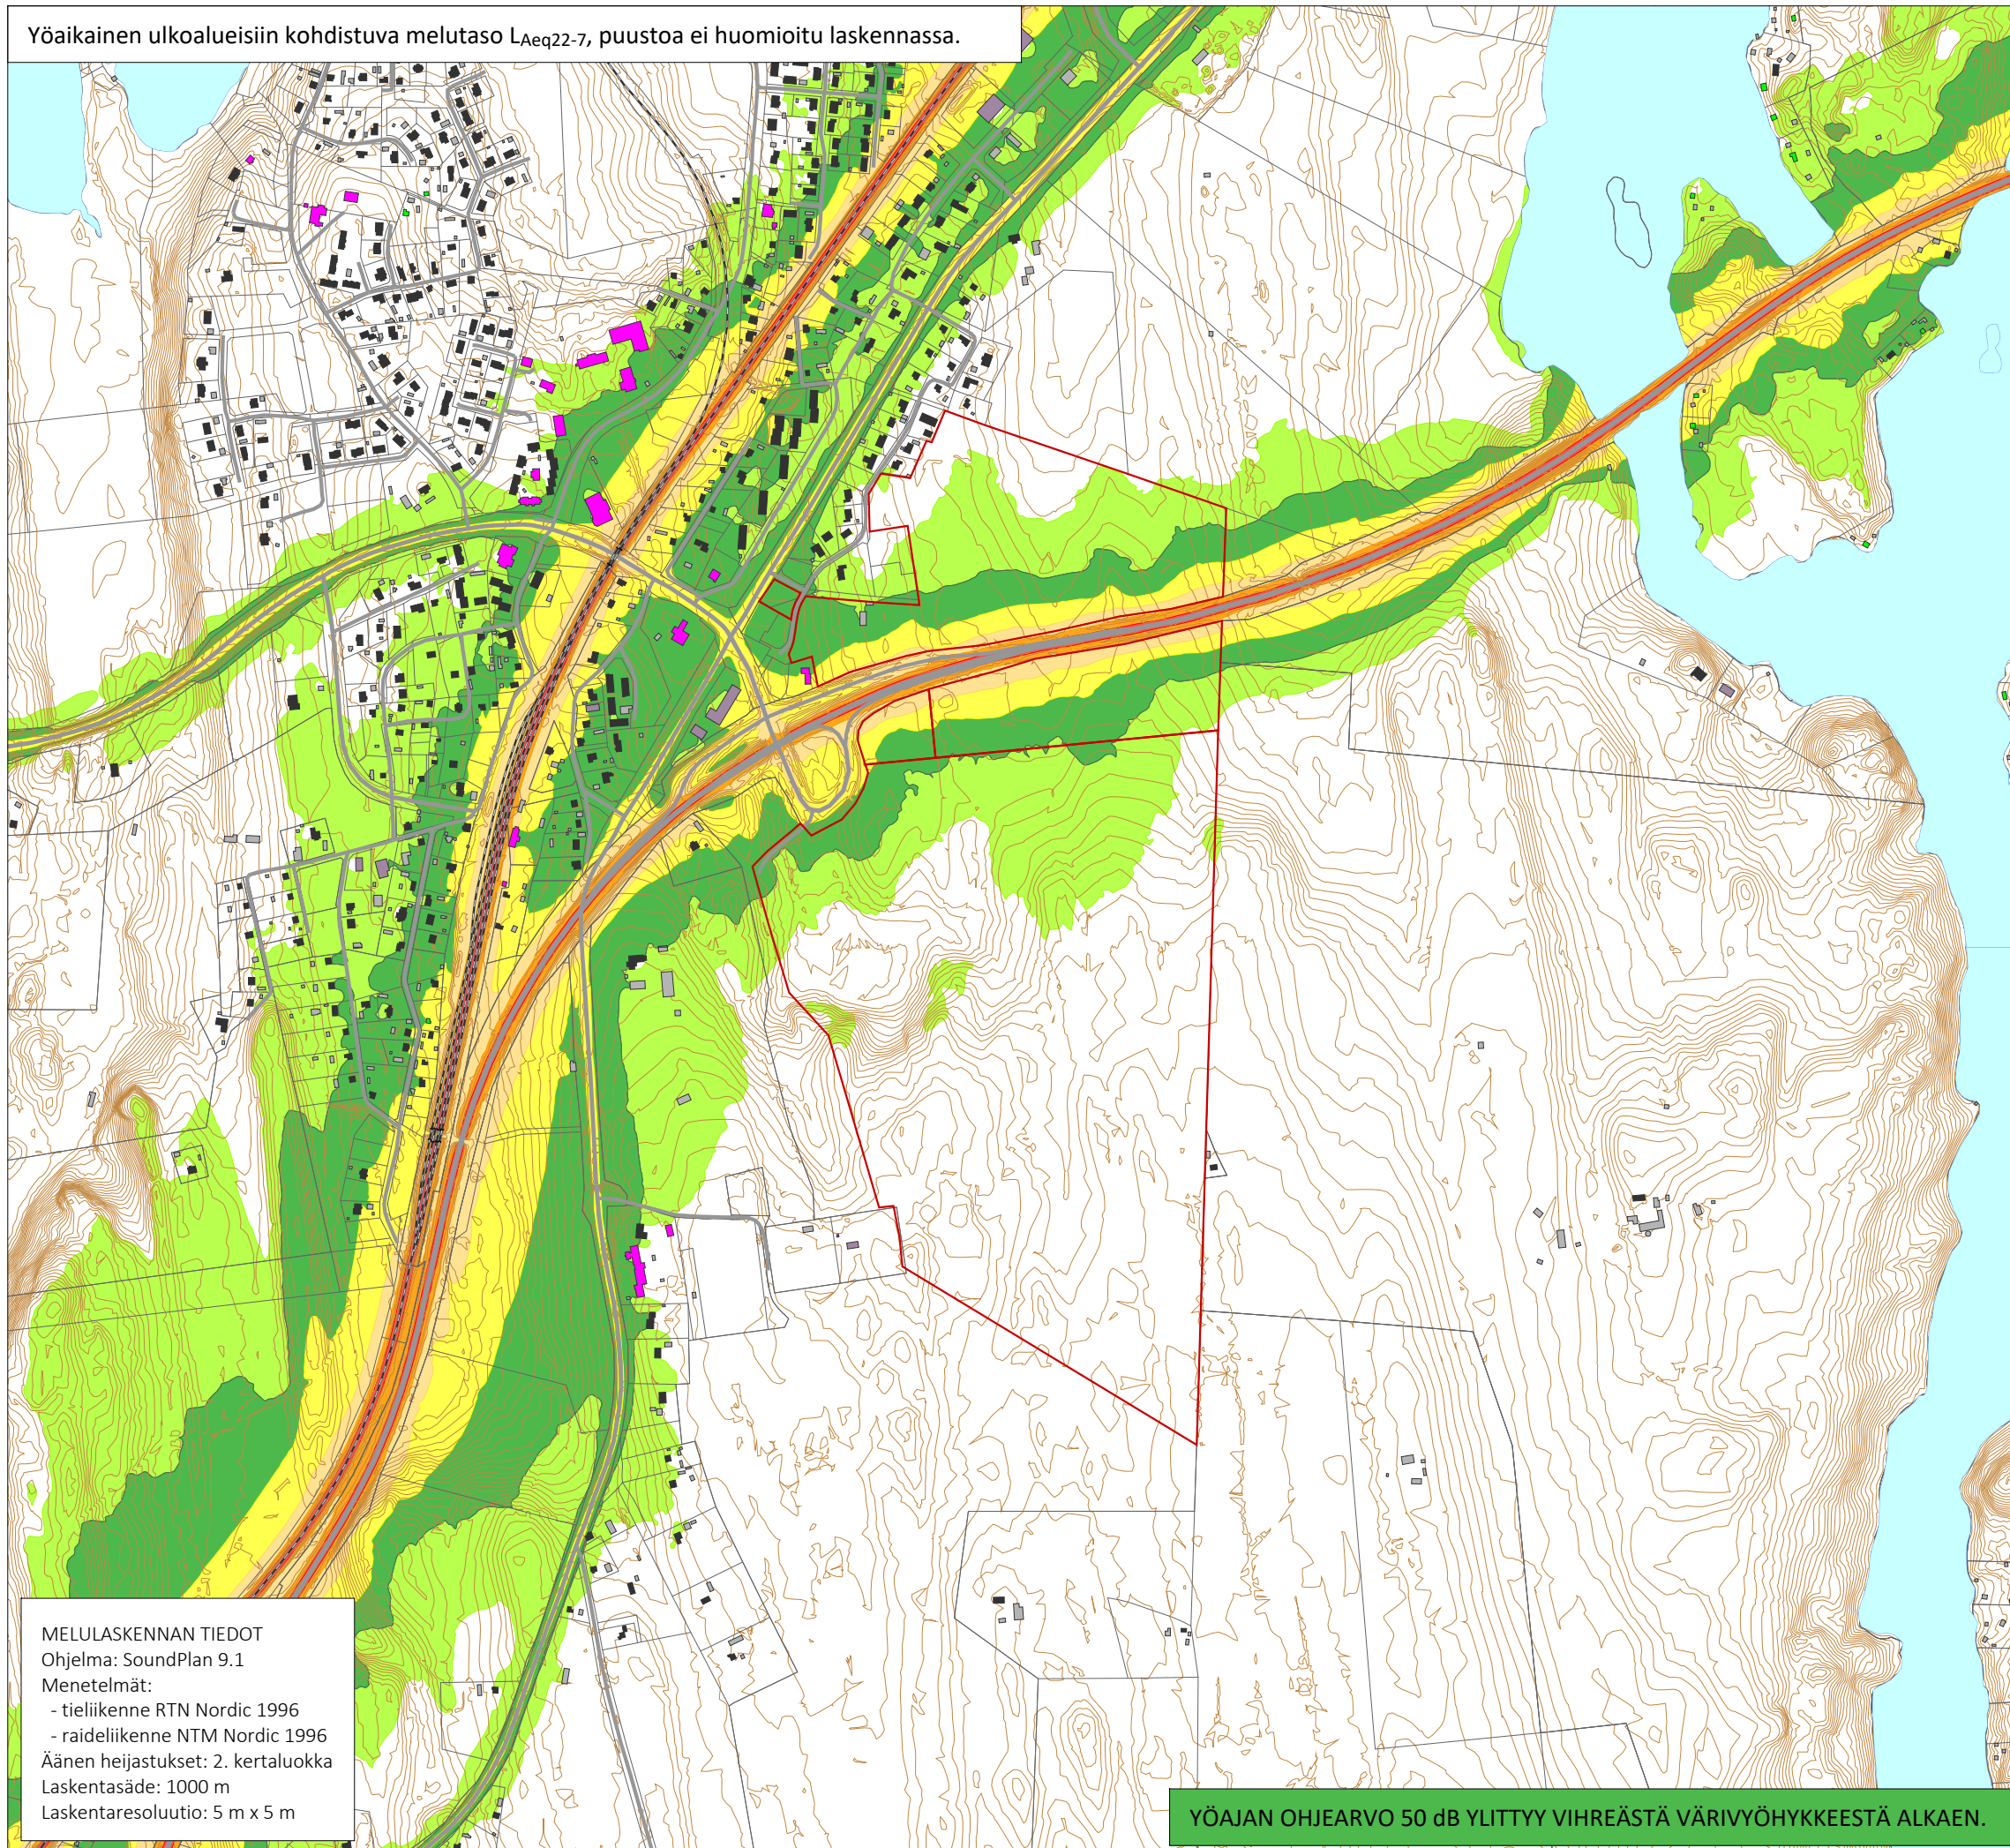 Yöaikainen ulkoalueisiin kohdistuva melutaso LAeq22-7, puustoa ei huomioitu laskennassa.
MELULASKENNAN TIEDOT
Ohjelma: SoundPlan 9.1
Menetelmät:
- tieliikenne RTN Nordic 1996
- raideliikenne NTM Nordic 1996
Äänen heijastukset: 2. kertaluokka
Laskentasäde: 1000 m
Laskentaresoluutio: 5 m x 5 m
YÖAJAN OHJEARVO 50 dB YLITTYY VIHREÄSTÄ VÄRIVYÖHYKKEESTÄ ALKAEN.